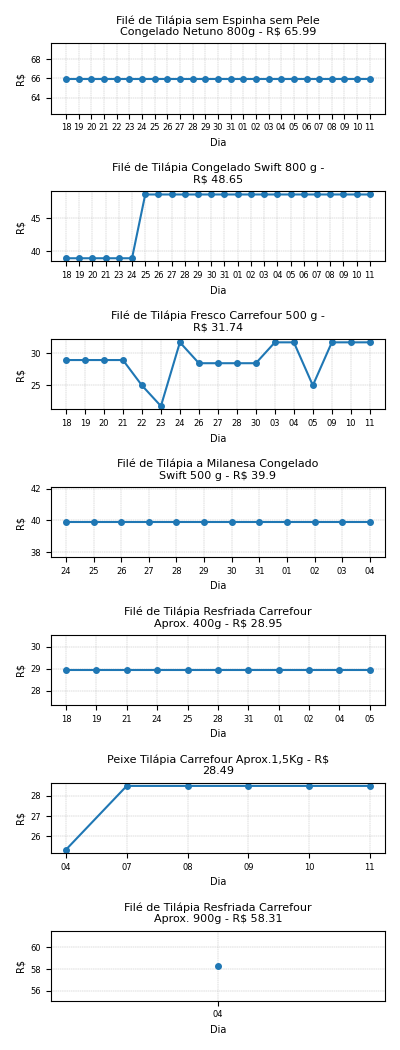 Filé de Tilápia sem Espinha sem Pele
Congelado Netuno 800g - R$ 65.99
68
66
64
R$
18 19 20 21 22 23 24 25 26 27 28 29 30 31 01 02 03 04 05 06 07 08 09 10 11
Dia
Filé de Tilápia Congelado Swift 800 g -
R$ 48.65
45
40
R$
18 19 20 21 23 24 25 26 27 28 29 30 31 01 02 03 04 05 06 07 08 09 10 11
Dia
Filé de Tilápia Fresco Carrefour 500 g -
R$ 31.74
30
25
R$
18 19 20 21 22 23 24 26 27 28 30 03 04 05 09 10 11
Dia
Filé de Tilápia a Milanesa Congelado
Swift 500 g - R$ 39.9
42
40
38
R$
24 25 26 27 28 29 30 31 01 02 03 04
Dia
Filé de Tilápia Resfriada Carrefour
Aprox. 400g - R$ 28.95
30
29
28
R$
18 19 21 24 25 28 31 01 02 04 05
Dia
Peixe Tilápia Carrefour Aprox.1,5Kg - R$
28.49
28
27
26
R$
04 07 08 09 10 11
Dia
Filé de Tilápia Resfriada Carrefour
Aprox. 900g - R$ 58.31
60
58
56
R$
04
Dia